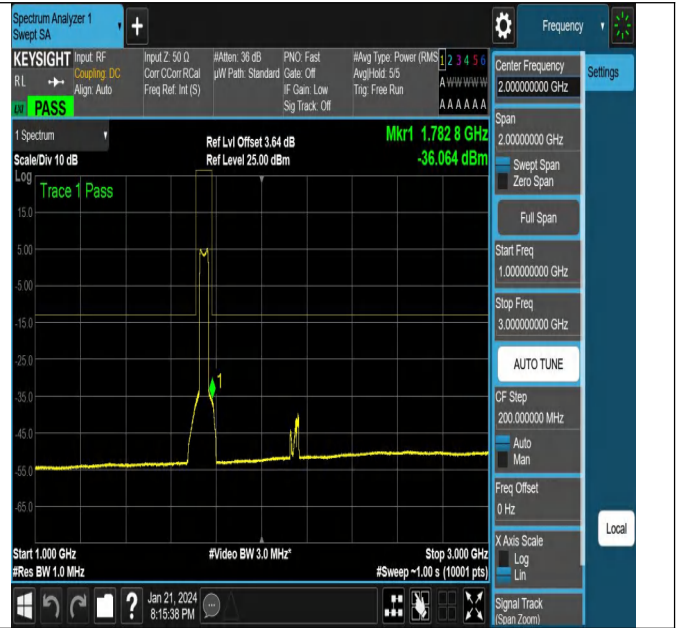 Spectrum Analyzer 1
Swept SA
Frequency
KEYSIGHT
Input: RF
Coupling: DC
Align: Auto
RL
LXI
PASS
Input Z: 50 Ω
Corr CCorr RCal
Freq Ref: Int (S)
#Atten: 36 dB
µW Path: Standard
PNO: Fast
Gate: Off
IF Gain: Low
Sig Track: Off
#Avg Type: Power (RMS
Avg|Hold: 5/5
Trig: Free Run
1 2 3 4 5 6
A W W W W W
A A A A A A
1 Spectrum
Scale/Div 10 dB
Ref Lvl Offset 3.64 dB
Ref Level 25.00 dBm
Mkr1 1.782 8 GHz
-36.064 dBm
Log
Trace 1 Pass
15.0
5.00
-5.00
-15.0
-25.0
-35.0
-45.0
-55.0
-65.0
1
Start 1.000 GHz
#Res BW 1.0 MHz
#Video BW 3.0 MHz*
Stop 3.000 GHz
#Sweep ~1.00 s (10001 pts)
Jan 21, 2024
8:15:38 PM
Center Frequency
2.000000000 GHz
Settings
Span
2.00000000 GHz
Swept Span
Zero Span
Full Span
Start Freq
1.000000000 GHz
Stop Freq
3.000000000 GHz
AUTO TUNE
CF Step
200.000000 MHz
Auto
Man
Freq Offset
0 Hz
X Axis Scale
Log
Lin
Local
Signal Track
(Span Zoom)